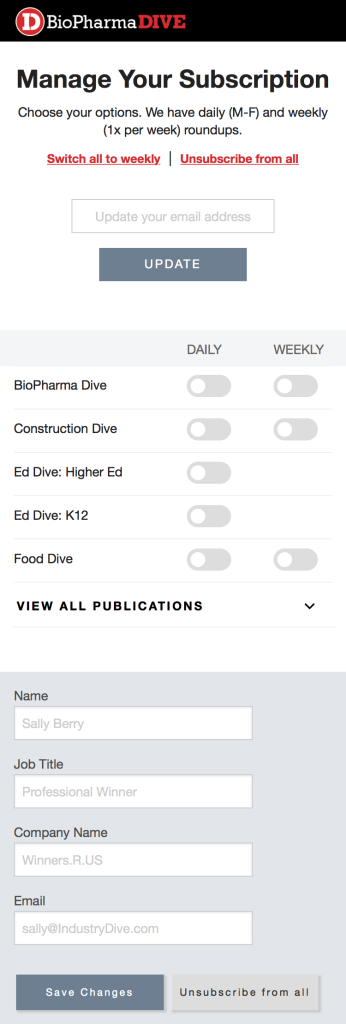 D BioPharmaDIVE
Manage Your Subscription
Choose your options. We have daily (M-F) and weekly
(1x per week) roundups.
Switch all to weekly | Unsubscribe from all
Update your email address
UPDATE
DAILY WEEKLY
BioPharma Dive
Construction Dive
Ed Dive: Higher Ed
Ed Dive: K12
Food Dive
VIEW ALL PUBLICATIONS
Name
Sally Berry
Job Title
Professional Winner
Company Name
Winners.R.US
Email
sally@IndustryDive.com
Save Changes Unsubscribe from all